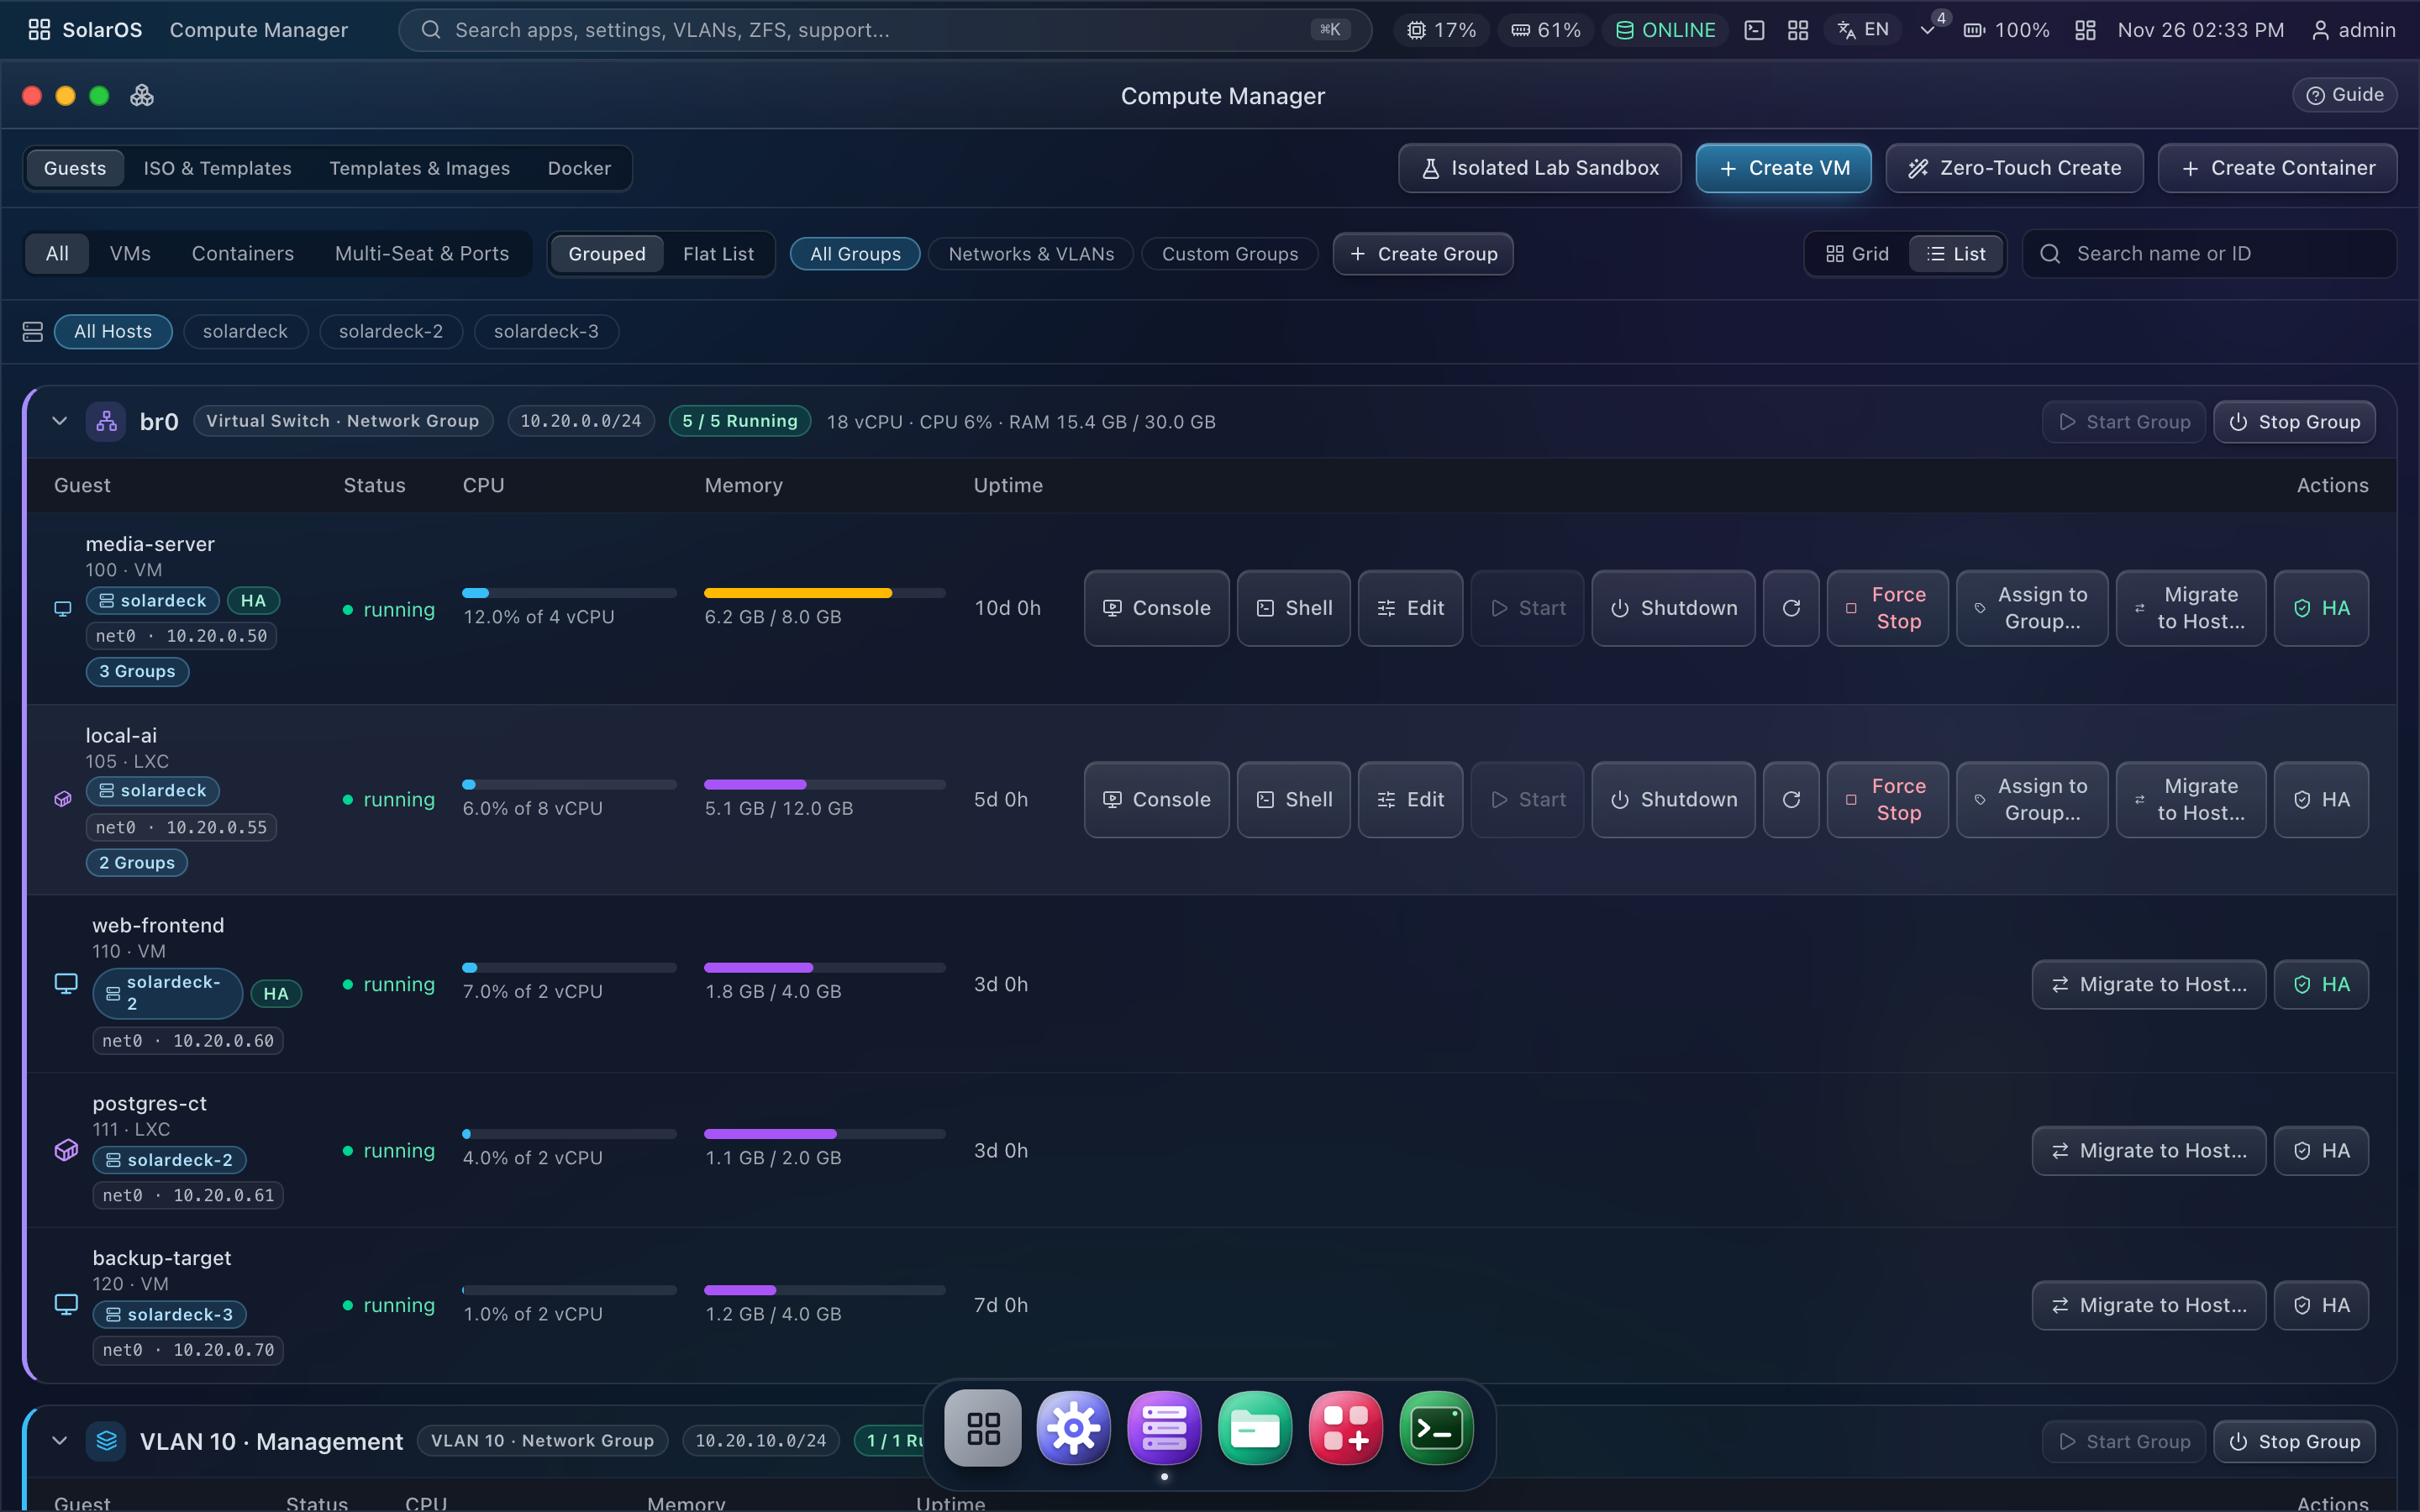 SolarOS Compute Manager Search apps, settings, VLANs, ZFS, support... ⌘K 17% 61% ONLINE EN 4 100% Nov 26 02:33 PM admin
Compute Manager Guide
Guests ISO & Templates Templates & Images Docker Isolated Lab Sandbox + Create VM Zero-Touch Create + Create Container
All VMs Containers Multi-Seat & Ports Grouped Flat List All Groups Networks & VLANs Custom Groups + Create Group Grid List Search name or ID
All Hosts solardeck solardeck-2 solardeck-3
br0 Virtual Switch · Network Group 10.20.0.0/24 5 / 5 Running 18 vCPU · CPU 6% · RAM 15.4 GB / 30.0 GB Start Group Stop Group
Guest Status CPU Memory Uptime Actions
media-server
100 · VM
solardeck HA
net0 · 10.20.0.50
3 Groups
running
12.0% of 4 vCPU
6.2 GB / 8.0 GB
10d 0h
Console Shell Edit Start Shutdown Force Stop Assign to Group... Migrate to Host... HA
local-ai
105 · LXC
solardeck
net0 · 10.20.0.55
2 Groups
running
6.0% of 8 vCPU
5.1 GB / 12.0 GB
5d 0h
Console Shell Edit Start Shutdown Force Stop Assign to Group... Migrate to Host... HA
web-frontend
110 · VM
solardeck-2 HA
net0 · 10.20.0.60
running
7.0% of 2 vCPU
1.8 GB / 4.0 GB
3d 0h
Migrate to Host... HA
postgres-ct
111 · LXC
solardeck-2
net0 · 10.20.0.61
running
4.0% of 2 vCPU
1.1 GB / 2.0 GB
3d 0h
Migrate to Host... HA
backup-target
120 · VM
solardeck-3
net0 · 10.20.0.70
running
1.0% of 2 vCPU
1.2 GB / 4.0 GB
7d 0h
Migrate to Host... HA
VLAN 10 · Management VLAN 10 · Network Group 10.20.10.0/24 1 / 1 Start Group Stop Group
Guest Status CPU Memory Uptime Actions